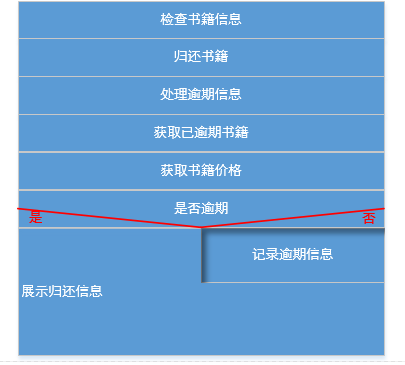 检查书籍信息
归还书籍
处理逾期信息
获取已逾期书籍
获取书籍价格
是否逾期
是
否
记录逾期信息
展示归还信息